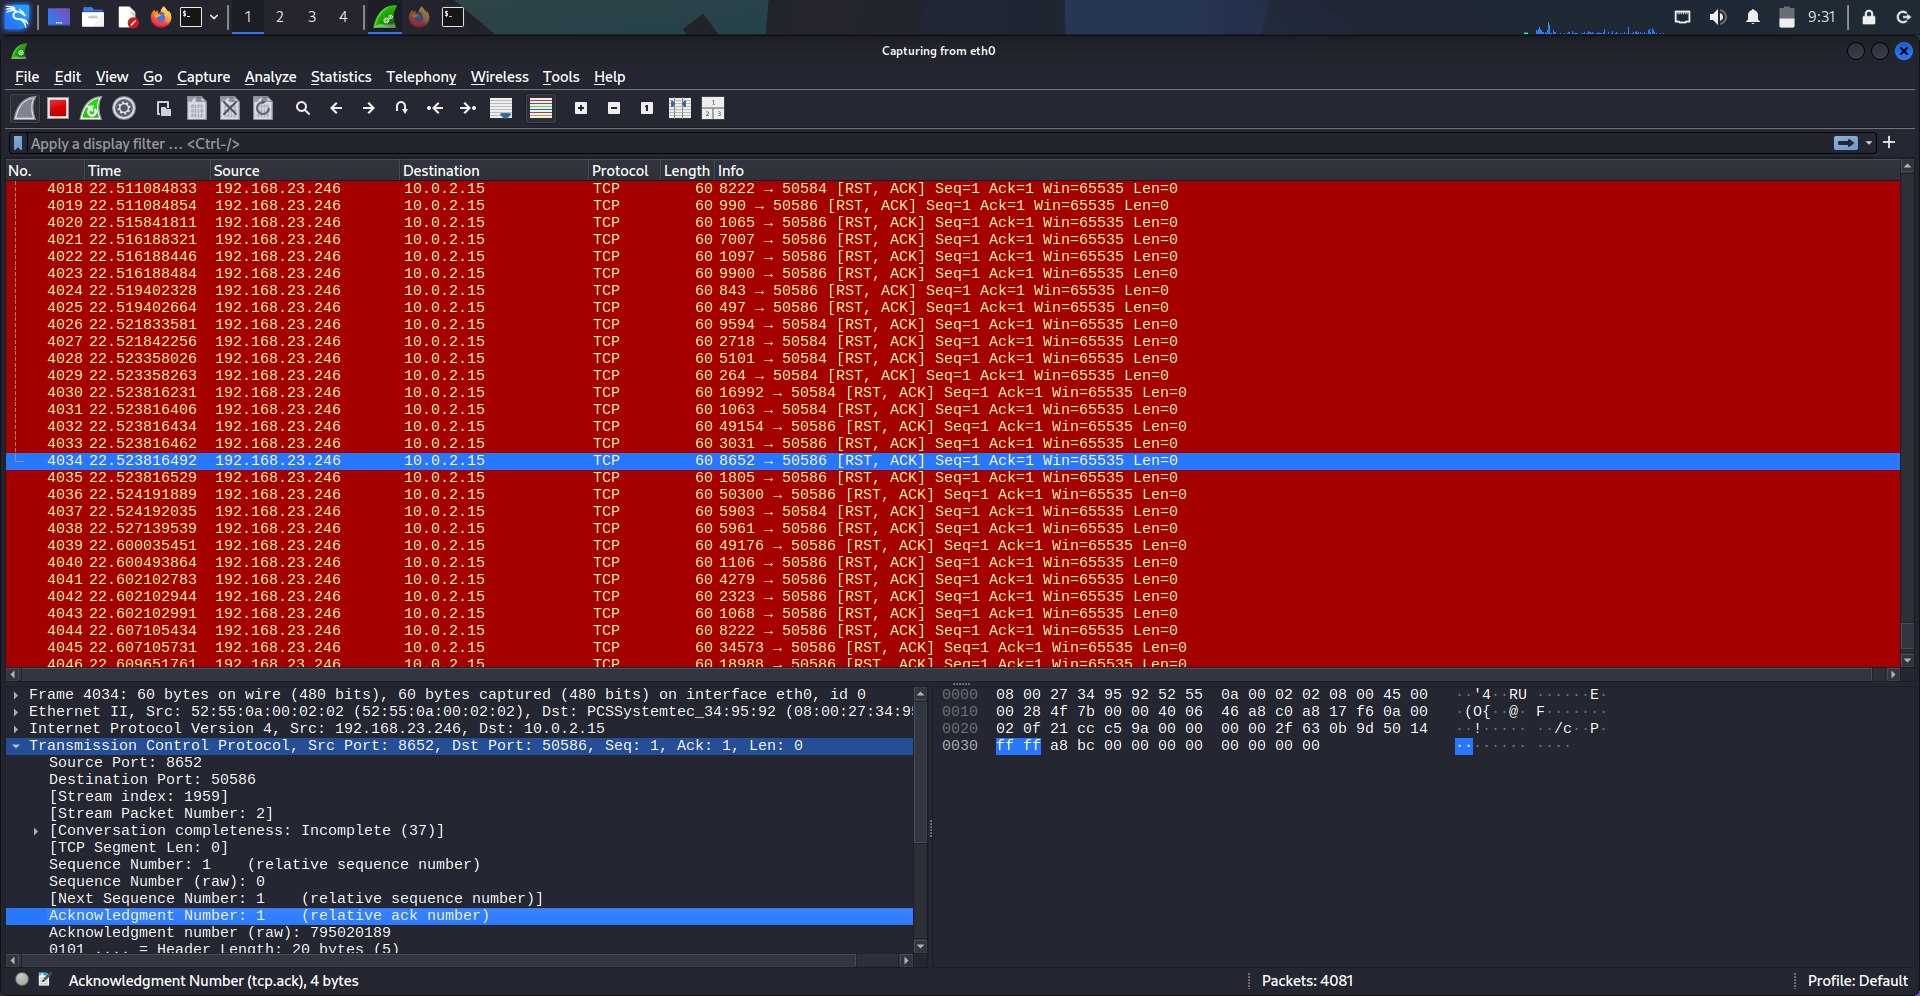 1 2 3 4 9:31
Capturing from eth0
File Edit View Go Capture Analyze Statistics Telephony Wireless Tools Help
Apply a display filter … <Ctrl-/>
No. Time Source Destination Protocol Length Info
4018 22.511084833 192.168.23.246 10.0.2.15 TCP 60 8222 → 50584 [RST, ACK] Seq=1 Ack=1 Win=65535 Len=0
4019 22.511084854 192.168.23.246 10.0.2.15 TCP 60 990 → 50586 [RST, ACK] Seq=1 Ack=1 Win=65535 Len=0
4020 22.515841811 192.168.23.246 10.0.2.15 TCP 60 1065 → 50586 [RST, ACK] Seq=1 Ack=1 Win=65535 Len=0
4021 22.516188321 192.168.23.246 10.0.2.15 TCP 60 7007 → 50586 [RST, ACK] Seq=1 Ack=1 Win=65535 Len=0
4022 22.516188446 192.168.23.246 10.0.2.15 TCP 60 1097 → 50586 [RST, ACK] Seq=1 Ack=1 Win=65535 Len=0
4023 22.516188484 192.168.23.246 10.0.2.15 TCP 60 9900 → 50586 [RST, ACK] Seq=1 Ack=1 Win=65535 Len=0
4024 22.519402328 192.168.23.246 10.0.2.15 TCP 60 843 → 50586 [RST, ACK] Seq=1 Ack=1 Win=65535 Len=0
4025 22.519402664 192.168.23.246 10.0.2.15 TCP 60 497 → 50586 [RST, ACK] Seq=1 Ack=1 Win=65535 Len=0
4026 22.521833581 192.168.23.246 10.0.2.15 TCP 60 9594 → 50584 [RST, ACK] Seq=1 Ack=1 Win=65535 Len=0
4027 22.521842256 192.168.23.246 10.0.2.15 TCP 60 2718 → 50584 [RST, ACK] Seq=1 Ack=1 Win=65535 Len=0
4028 22.523358026 192.168.23.246 10.0.2.15 TCP 60 5101 → 50584 [RST, ACK] Seq=1 Ack=1 Win=65535 Len=0
4029 22.523358263 192.168.23.246 10.0.2.15 TCP 60 264 → 50584 [RST, ACK] Seq=1 Ack=1 Win=65535 Len=0
4030 22.523816231 192.168.23.246 10.0.2.15 TCP 60 16992 → 50584 [RST, ACK] Seq=1 Ack=1 Win=65535 Len=0
4031 22.523816406 192.168.23.246 10.0.2.15 TCP 60 1063 → 50584 [RST, ACK] Seq=1 Ack=1 Win=65535 Len=0
4032 22.523816434 192.168.23.246 10.0.2.15 TCP 60 49154 → 50586 [RST, ACK] Seq=1 Ack=1 Win=65535 Len=0
4033 22.523816462 192.168.23.246 10.0.2.15 TCP 60 3031 → 50586 [RST, ACK] Seq=1 Ack=1 Win=65535 Len=0
4034 22.523816492 192.168.23.246 10.0.2.15 TCP 60 8652 → 50586 [RST, ACK] Seq=1 Ack=1 Win=65535 Len=0
4035 22.523816529 192.168.23.246 10.0.2.15 TCP 60 1805 → 50586 [RST, ACK] Seq=1 Ack=1 Win=65535 Len=0
4036 22.524191889 192.168.23.246 10.0.2.15 TCP 60 50300 → 50586 [RST, ACK] Seq=1 Ack=1 Win=65535 Len=0
4037 22.524192035 192.168.23.246 10.0.2.15 TCP 60 5903 → 50584 [RST, ACK] Seq=1 Ack=1 Win=65535 Len=0
4038 22.527139539 192.168.23.246 10.0.2.15 TCP 60 5961 → 50586 [RST, ACK] Seq=1 Ack=1 Win=65535 Len=0
4039 22.600035451 192.168.23.246 10.0.2.15 TCP 60 49176 → 50586 [RST, ACK] Seq=1 Ack=1 Win=65535 Len=0
4040 22.600493864 192.168.23.246 10.0.2.15 TCP 60 1106 → 50586 [RST, ACK] Seq=1 Ack=1 Win=65535 Len=0
4041 22.602102783 192.168.23.246 10.0.2.15 TCP 60 4279 → 50586 [RST, ACK] Seq=1 Ack=1 Win=65535 Len=0
4042 22.602102944 192.168.23.246 10.0.2.15 TCP 60 2323 → 50586 [RST, ACK] Seq=1 Ack=1 Win=65535 Len=0
4043 22.602102991 192.168.23.246 10.0.2.15 TCP 60 1068 → 50586 [RST, ACK] Seq=1 Ack=1 Win=65535 Len=0
4044 22.607105434 192.168.23.246 10.0.2.15 TCP 60 8222 → 50586 [RST, ACK] Seq=1 Ack=1 Win=65535 Len=0
4045 22.607105731 192.168.23.246 10.0.2.15 TCP 60 34573 → 50586 [RST, ACK] Seq=1 Ack=1 Win=65535 Len=0
4046 22.609651761 192.168.23.246 10.0.2.15 TCP 60 18988 → 50586 [RST, ACK] Seq=1 Ack=1 Win=65535 Len=0
Frame 4034: 60 bytes on wire (480 bits), 60 bytes captured (480 bits) on interface eth0, id 0
Ethernet II, Src: 52:55:0a:00:02:02 (52:55:0a:00:02:02), Dst: PCSSystemtec_34:95:92 (08:00:27:34:95
Internet Protocol Version 4, Src: 192.168.23.246, Dst: 10.0.2.15
Transmission Control Protocol, Src Port: 8652, Dst Port: 50586, Seq: 1, Ack: 1, Len: 0
Source Port: 8652
Destination Port: 50586
[Stream index: 1959]
[Stream Packet Number: 2]
[Conversation completeness: Incomplete (37)]
[TCP Segment Len: 0]
Sequence Number: 1 (relative sequence number)
Sequence Number (raw): 0
[Next Sequence Number: 1 (relative sequence number)]
Acknowledgment Number: 1 (relative ack number)
Acknowledgment number (raw): 795020189
0101 .... = Header Length: 20 bytes (5)
0000 08 00 27 34 95 92 52 55 0a 00 02 02 08 00 45 00 ··'4··RU ······E·
0010 00 28 4f 7b 00 00 40 06 46 a8 c0 a8 17 f6 0a 00 ·(O{··@· F·······
0020 02 0f 21 cc c5 9a 00 00 00 00 2f 63 0b 9d 50 14 ··!····· ··/c··P·
0030 ff ff a8 bc 00 00 00 00 00 00 00 00 ········ ····
Acknowledgment Number (tcp.ack), 4 bytes
Packets: 4081
Profile: Default